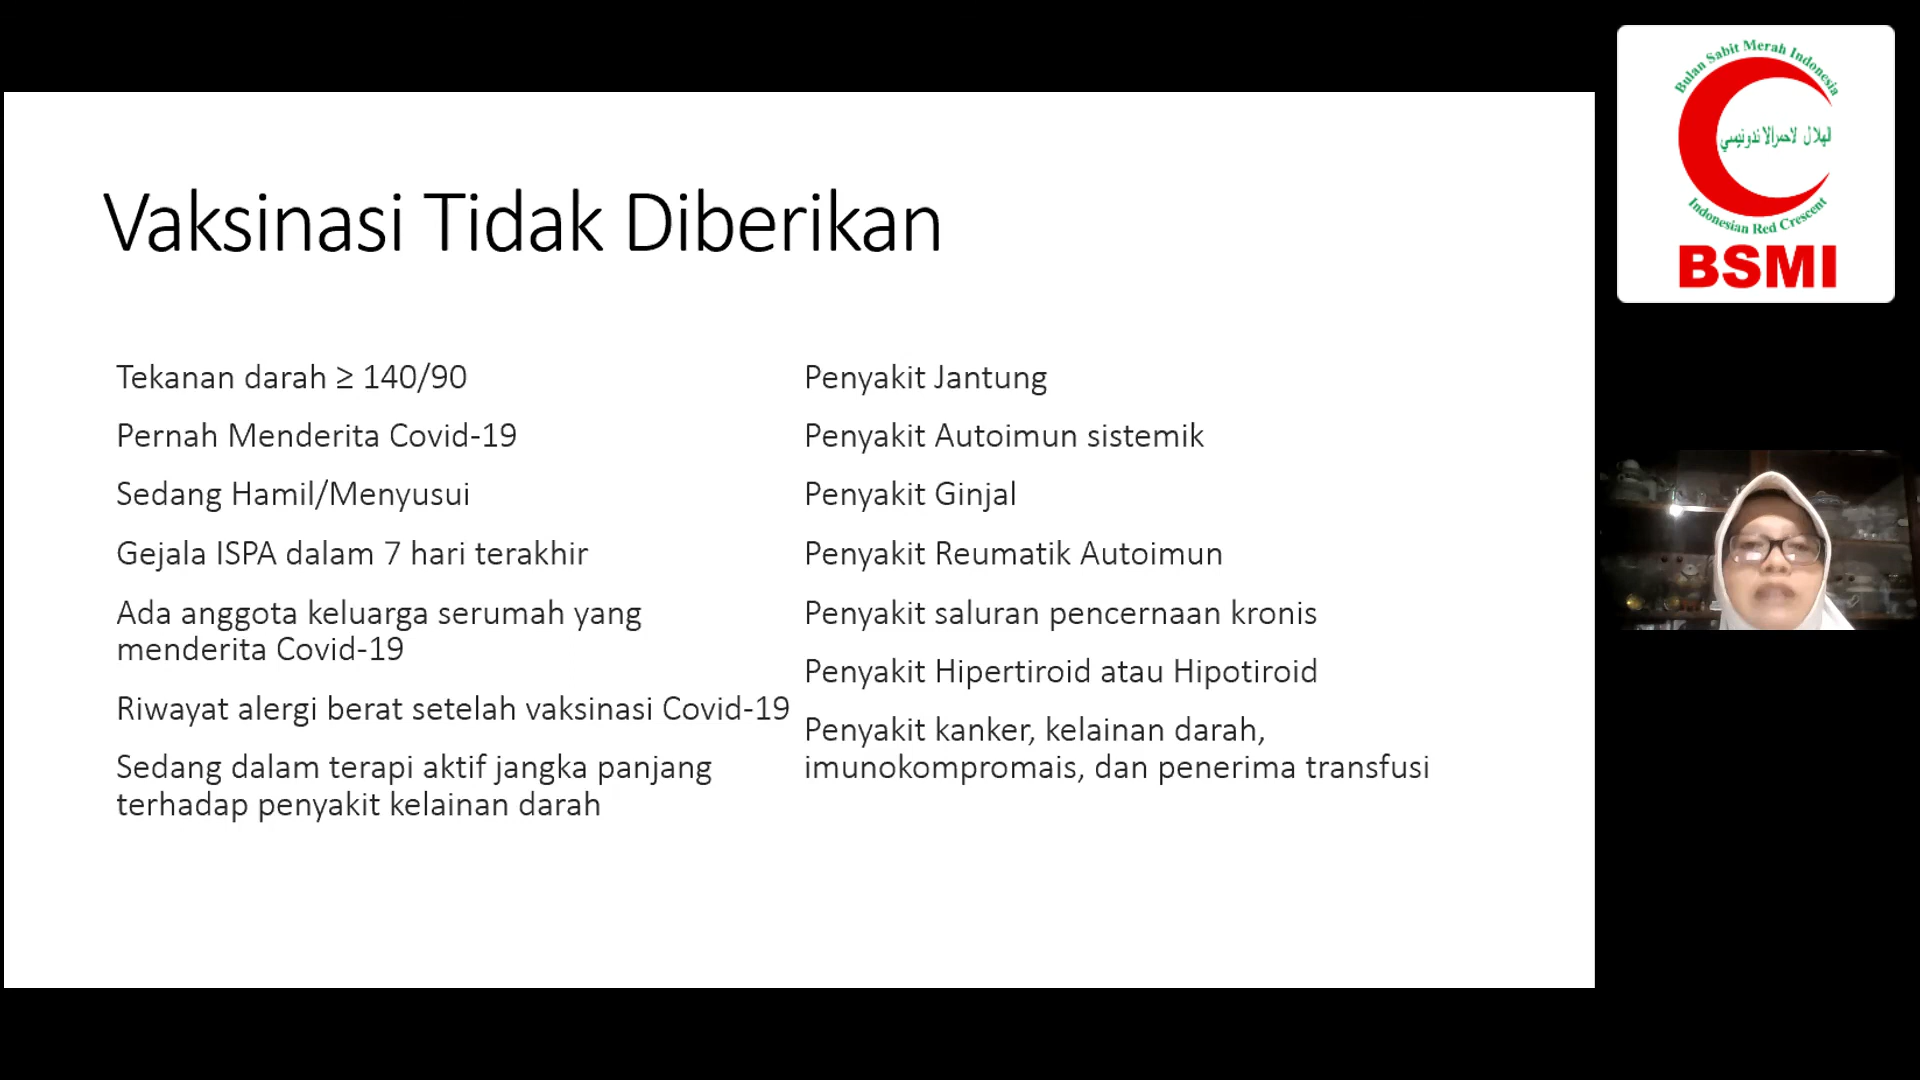 Vaksinasi Tidak Diberikan
Tekanan darah ≥ 140/90
Pernah Menderita Covid-19
Sedang Hamil/Menyusui
Gejala ISPA dalam 7 hari terakhir
Ada anggota keluarga serumah yang
menderita Covid-19
Riwayat alergi berat setelah vaksinasi Covid-19
Sedang dalam terapi aktif jangka panjang
terhadap penyakit kelainan darah
Penyakit Jantung
Penyakit Autoimun sistemik
Penyakit Ginjal
Penyakit Reumatik Autoimun
Penyakit saluran pencernaan kronis
Penyakit Hipertiroid atau Hipotiroid
Penyakit kanker, kelainan darah,
imunokompromais, dan penerima transfusi
Bulan Sabit Merah Indonesia
الهلال لاحمرالاندونيسي
Indonesian Red Crescent
BSMI